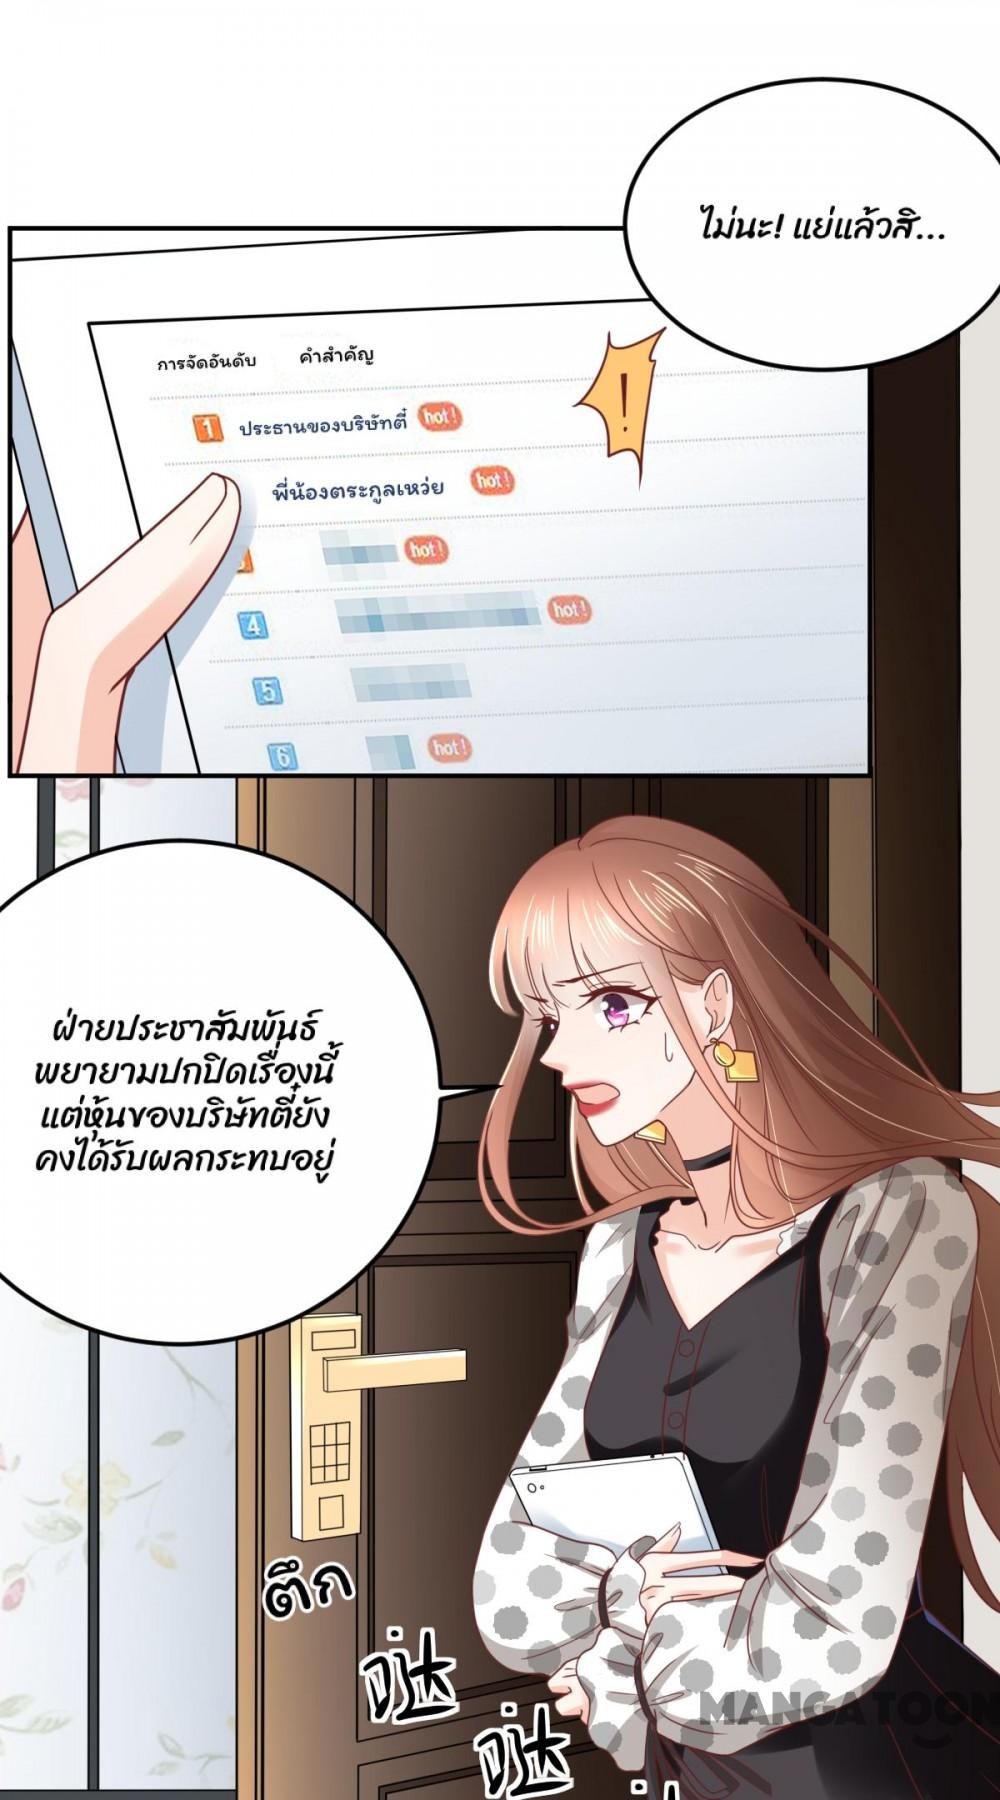 ไม่นะ! แย่แล้วสิ...
การจัดอันดับ คำสำคัญ
!
1 ประธานของบริษัทตี๋ hot!
พี่น้องตระกูลเหว่ย hot!
3 hot!
4 hot!
5
6 hot!
ฝ่ายประชาสัมพันธ์
พยายามปกปิดเรื่องนี้
แต่หุ้นของบริษัทตี๋ยัง
คงได้รับผลกระทบอยู่
ตึก
哒
哒
MANGATOON